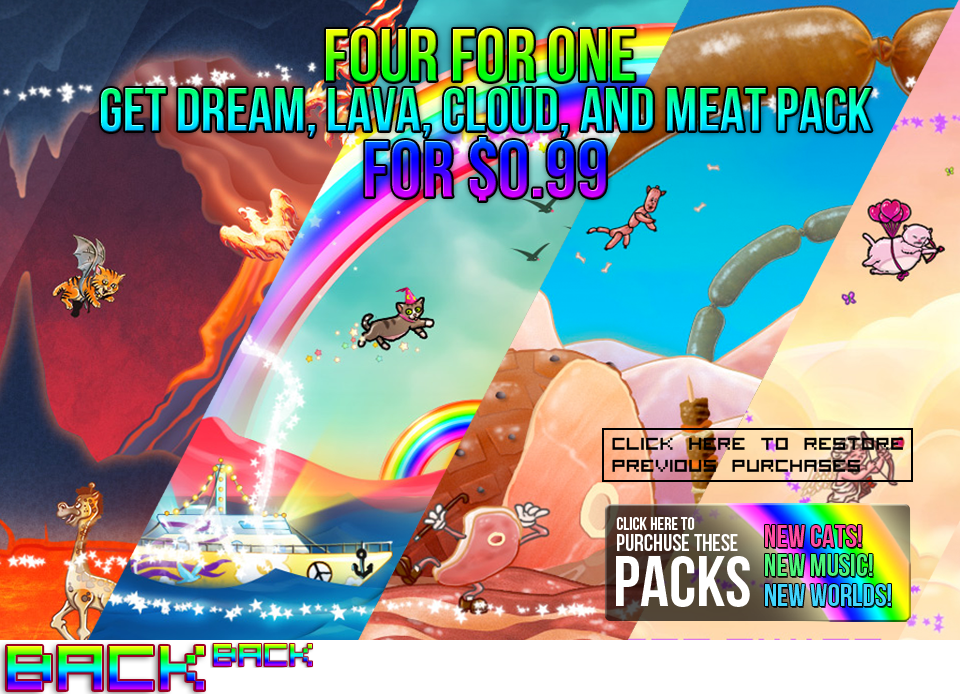 FOUR FOR ONE
GET DREAM, LAVA, CLOUD, AND MEAT PACK
FOR $0.99
CLICK HERE TO RESTORE
PREVIOUS PURCHASES
CLICK HERE TO
PURCHUSE THESE
PACKS
NEW CATS!
NEW MUSIC!
NEW WORLDS!
BACK BACK